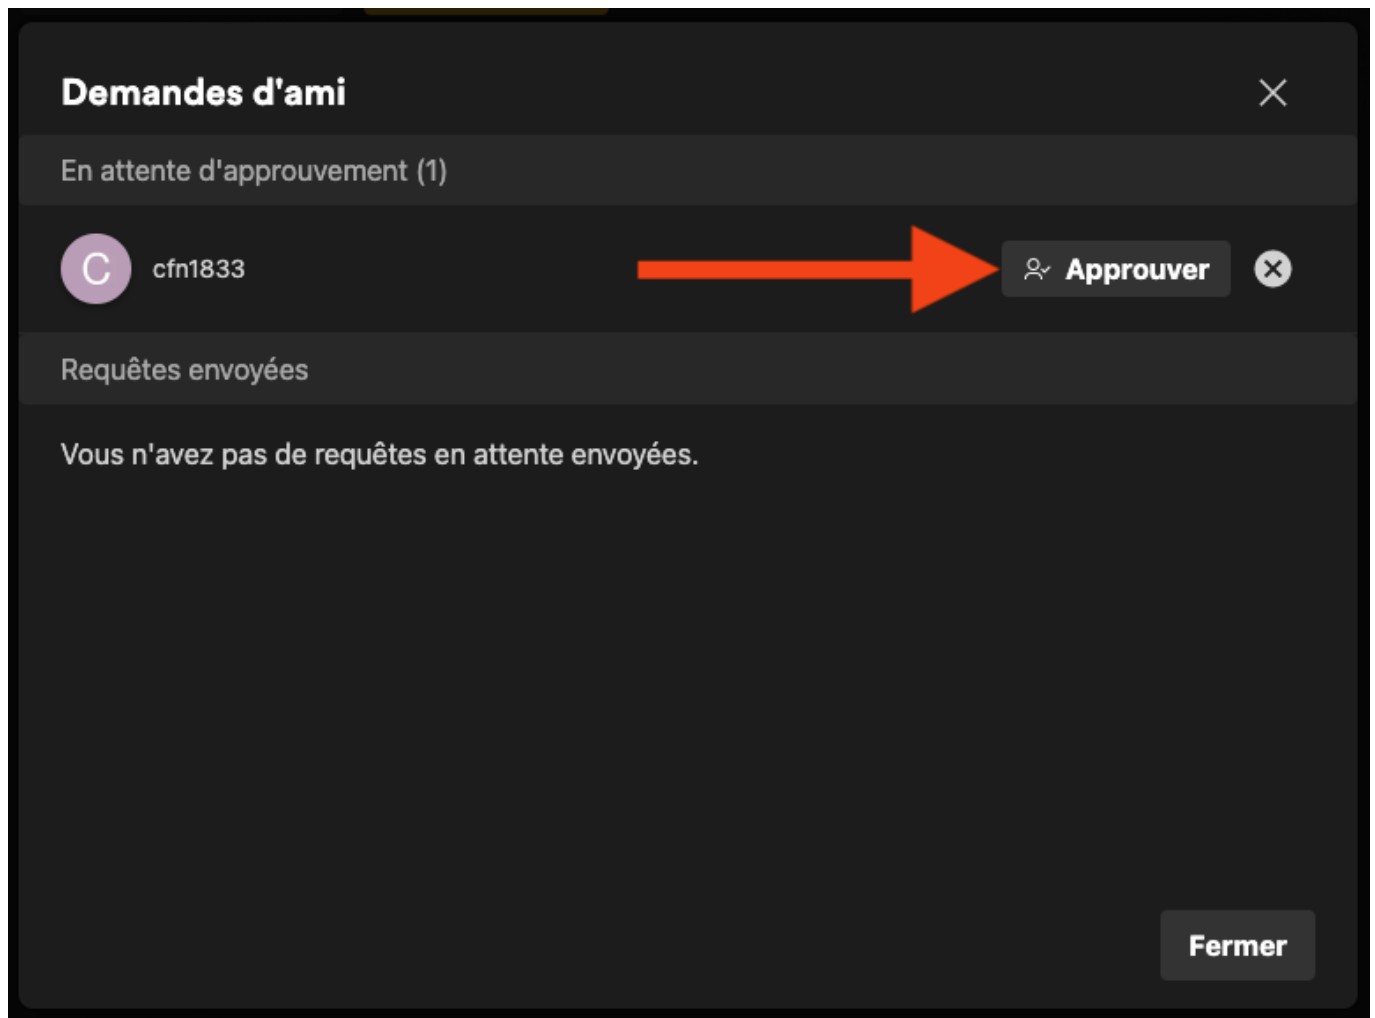 Demandes d'ami
En attente d'approuvement (1)
C
cfn1833
Approuver
Requêtes envoyées
Vous n'avez pas de requêtes en attente envoyées.
Fermer